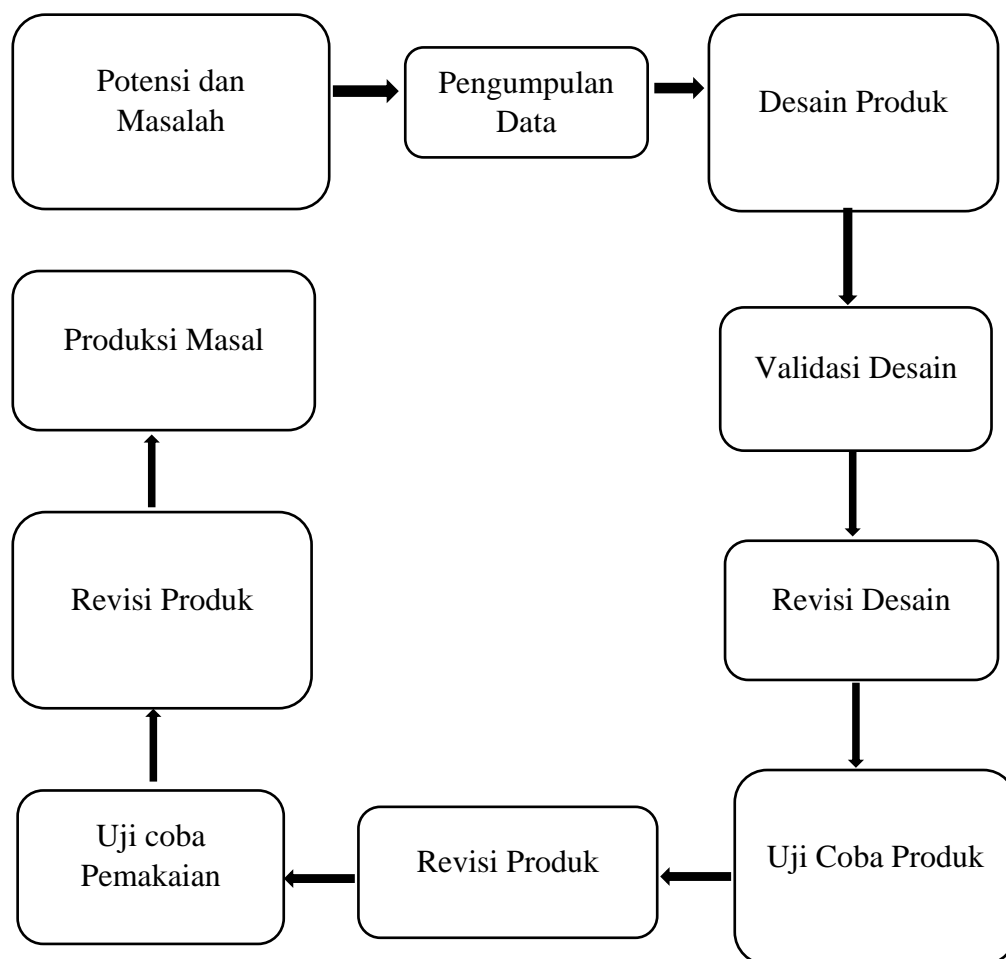 Potensi dan
Masalah
Pengumpulan
Data
Desain Produk
Validasi Desain
Revisi Desain
Uji Coba Produk
Revisi Produk
Uji coba
Pemakaian
Revisi Produk
Produksi Masal